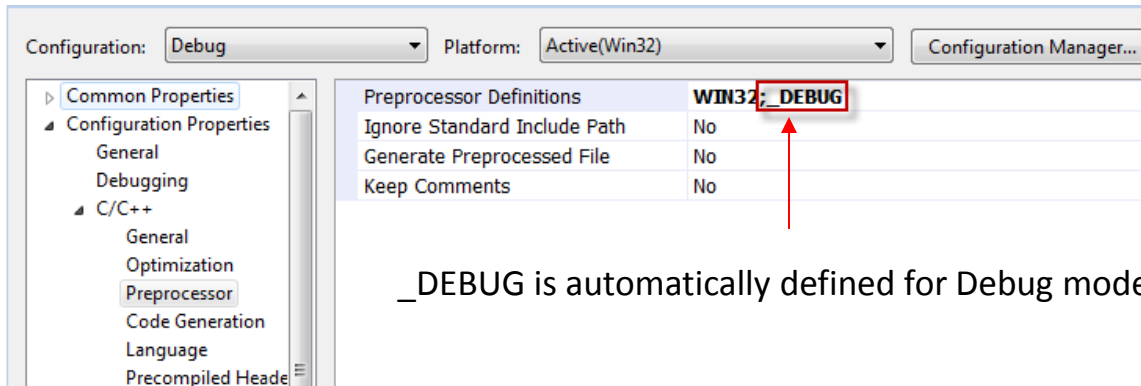 Configuration: Debug Platform: Active(Win32) Configuration Manager...
Common Properties
Configuration Properties
General
Debugging
C/C++
General
Optimization
Preprocessor
Code Generation
Language
Precompiled Heade
Preprocessor Definitions WIN32;_DEBUG
Ignore Standard Include Path No
Generate Preprocessed File No
Keep Comments No
_DEBUG is automatically defined for Debug mode